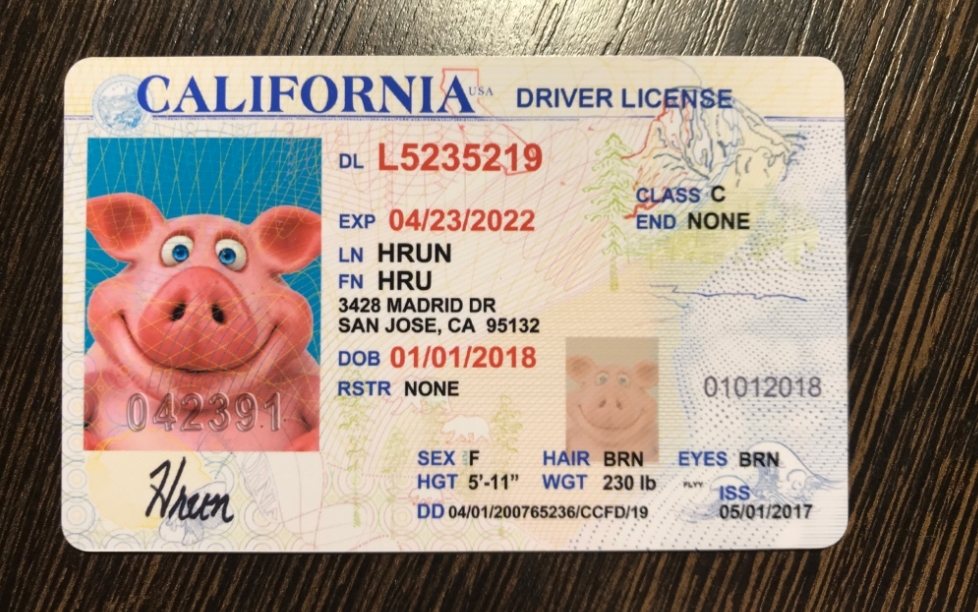 CALIFORNIA USA DRIVER LICENSE
DL L5235219
CLASS C
EXP 04/23/2022
END NONE
LN HRUN
FN HRU
3428 MADRID DR
SAN JOSE, CA 95132
DOB 01/01/2018
RSTR NONE
01012018
042391
SEX F HAIR BRN EYES BRN
HGT 5'-11" WGT 230 lb
ISS
DD 04/01/200765236/CCFD/19 05/01/2017
Hrun